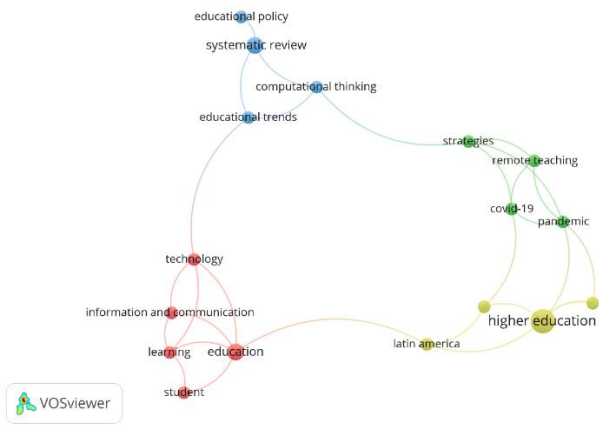 educational policy
systematic review
computational thinking
educational trends
strategies
remote teaching
covid-19
pandemic
technology
information and communication
higher education
latin america
learning
education
student
VOSviewer